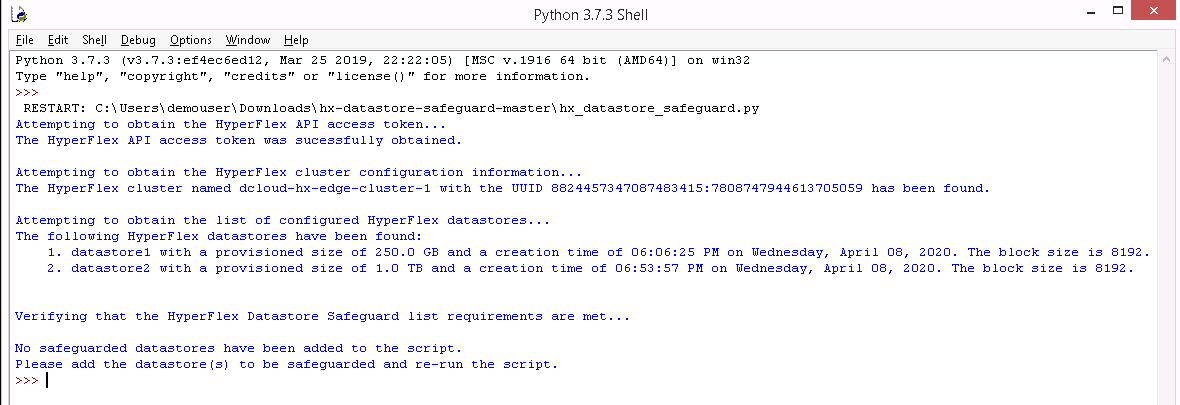 Python 3.7.3 Shell
File Edit Shell Debug Options Window Help
Python 3.7.3 (v3.7.3:ef4ec6ed12, Mar 25 2019, 22:22:05) [MSC v.1916 64 bit (AMD64)] on win32
Type "help", "copyright", "credits" or "license()" for more information.
>>>
RESTART: C:\Users\demouser\Downloads\hx-datastore-safeguard-master\hx_datastore_safeguard.py
Attempting to obtain the HyperFlex API access token...
The HyperFlex API access token was sucessfully obtained.
Attempting to obtain the HyperFlex cluster configuration information...
The HyperFlex cluster named dcloud-hx-edge-cluster-1 with the UUID 8824457347087483415:7808747944613705059 has been found.
Attempting to obtain the list of configured HyperFlex datastores...
The following HyperFlex datastores have been found:
1. datastore1 with a provisioned size of 250.0 GB and a creation time of 06:06:25 PM on Wednesday, April 08, 2020. The block size is 8192.
2. datastore2 with a provisioned size of 1.0 TB and a creation time of 06:53:57 PM on Wednesday, April 08, 2020. The block size is 8192.
Verifying that the HyperFlex Datastore Safeguard list requirements are met...
No safeguarded datastores have been added to the script.
Please add the datastore(s) to be safeguarded and re-run the script.
>>>